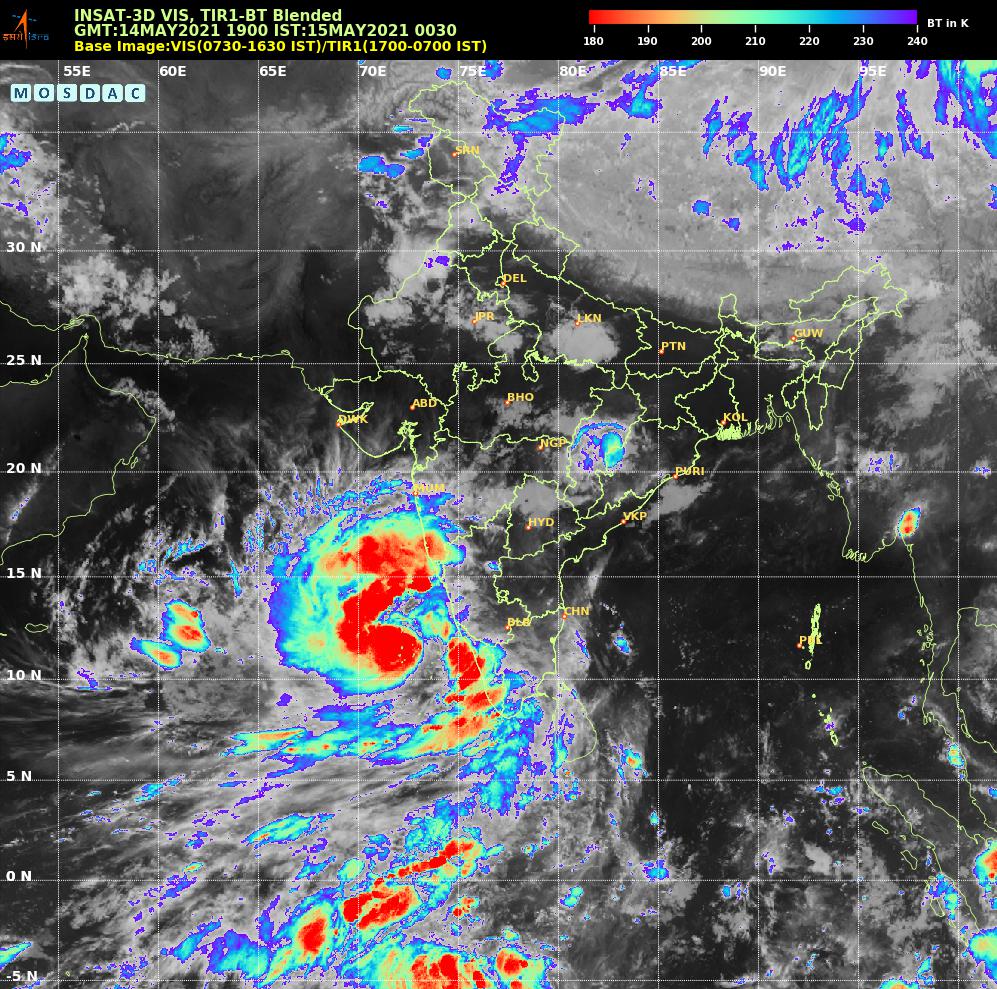 INSAT-3D VIS, TIR1-BT Blended
GMT:14MAY2021 1900 IST:15MAY2021 0030
Base Image:VIS(0730-1630 IST)/TIR1(1700-0700 IST)
BT in K
180 190 200 210 220 230 240
55E 60E 65E 70E 75E 80E 85E 90E 95E
MOSDAC
SRN
30 N
DEL
JPR
LKN
GUW
PTN
25 N
BHO
ABD
DWK
KOL
NGP
20 N
PURI
MUM
VKP
HYD
15 N
CHN
BLB
10 N
5 N
0 N
-5 N